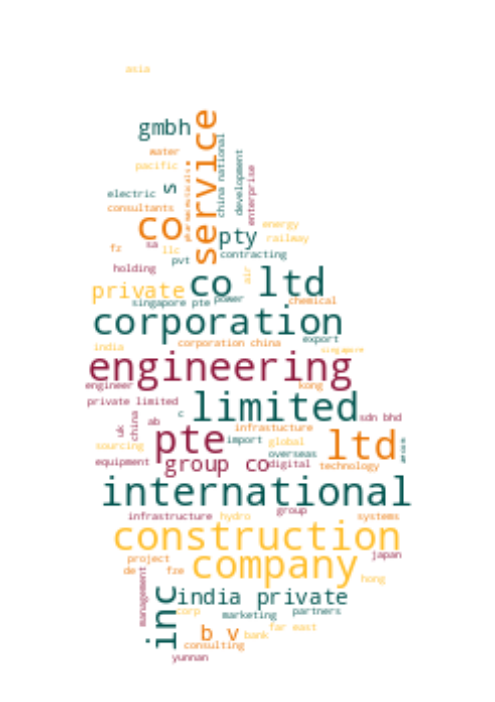 asia
gmbh
service
water
pacific
pharmaceuticals
china national
development
enterprise
electric
s
consultants
co
pty
energy
railway
fz
sa
llc
contracting
pvt
holding
air
co ltd
private
singapore pte
power
chemical
corporation
export
india
corporation china
singapore
engineering
engineer
kong
private limited
limited
c
sdn bhd
uk
china
ab
infrastucture
pte
import
global
ltd
sourcing
overseas
equipment
group co
digital
technology
international
infrastructure
hydro
group
systems
construction
japan
project
company
de
fze
hong
management
inc
india private
corp
marketing
partners
b v
bank
far east
consulting
yunnan